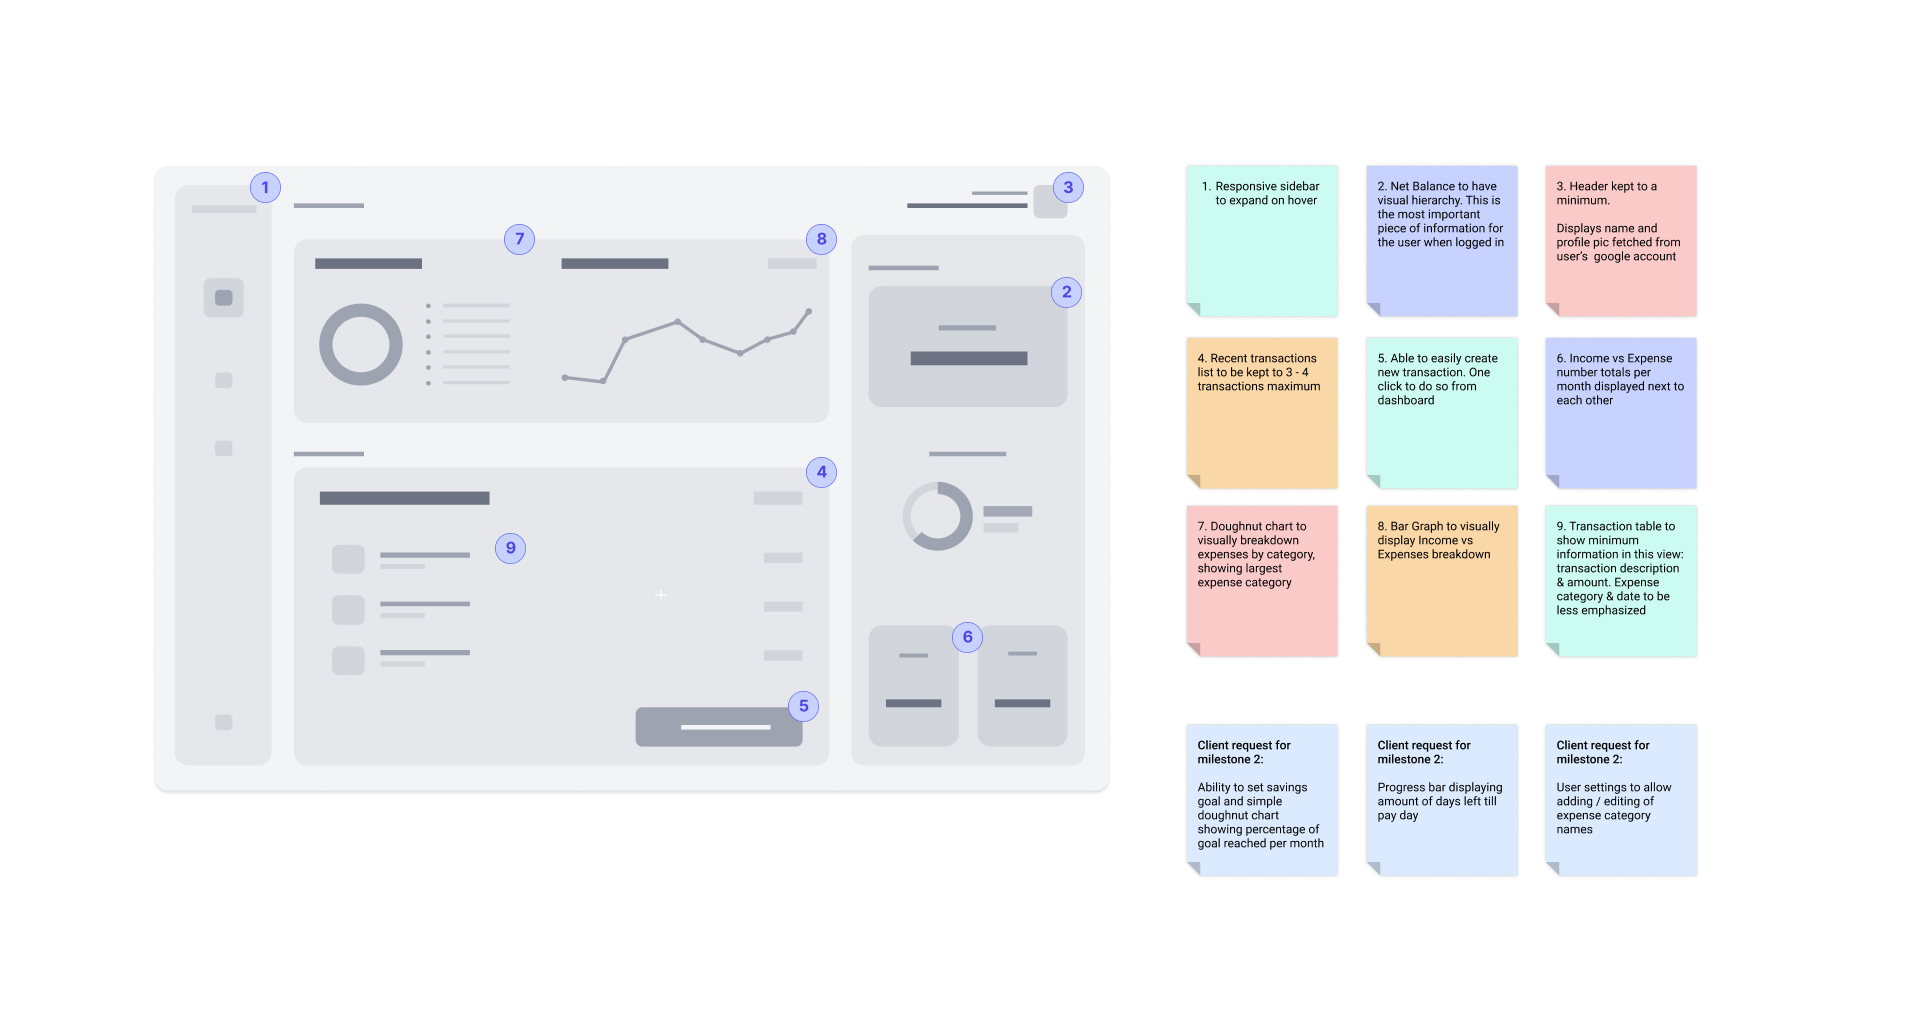 1
7
8
3
2
4
9
5
6
1. Responsive sidebar
to expand on hover
2. Net Balance to have
visual hierarchy. This is
the most important
piece of information for
the user when logged in
3. Header kept to a
minimum.
Displays name and
profile pic fetched from
user's google account
4. Recent transactions
list to be kept to 3 - 4
transactions maximum
5. Able to easily create
new transaction. One
click to do so from
dashboard
6. Income vs Expense
number totals per
month displayed next to
each other
7. Doughnut chart to
visually breakdown
expenses by category,
showing largest
expense category
8. Bar Graph to visually
display Income vs
Expenses breakdown
9. Transaction table to
show minimum
information in this view:
transaction description
& amount. Expense
category & date to be
less emphasized
Client request for
milestone 2:
Ability to set savings
goal and simple
doughnut chart
showing percentage of
goal reached per month
Client request for
milestone 2:
Progress bar displaying
amount of days left till
pay day
Client request for
milestone 2:
User settings to allow
adding / editing of
expense category
names